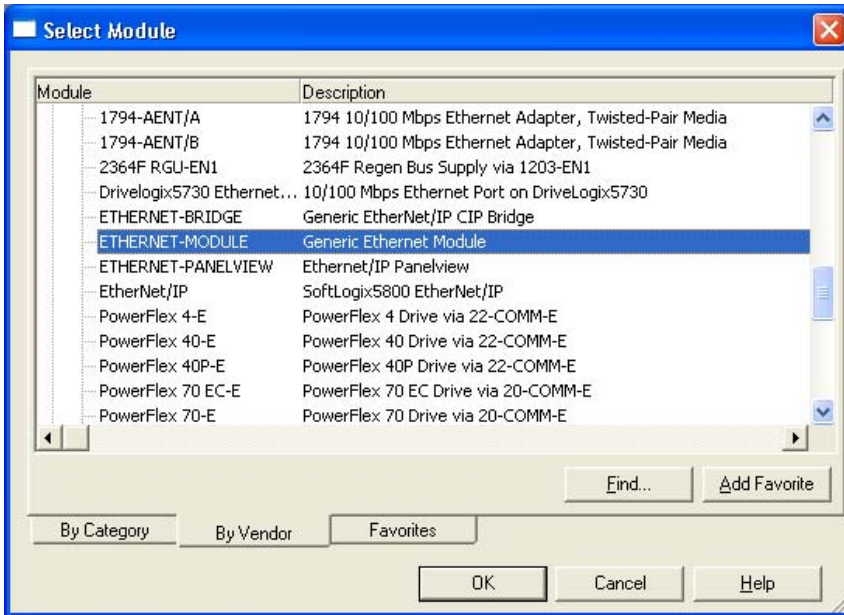 Select Module
Module Description
1794-AENT/A 1794 10/100 Mbps Ethernet Adapter, Twisted-Pair Media
1794-AENT/B 1794 10/100 Mbps Ethernet Adapter, Twisted-Pair Media
2364F RGU-EN1 2364F Regen Bus Supply via 1203-EN1
Drivelogix5730 Ethernet... 10/100 Mbps Ethernet Port on DriveLogix5730
ETHERNET-BRIDGE Generic EtherNet/IP CIP Bridge
ETHERNET-MODULE Generic Ethernet Module
ETHERNET-PANELVIEW Ethernet/IP Panelview
EtherNet/IP SoftLogix5800 EtherNet/IP
PowerFlex 4-E PowerFlex 4 Drive via 22-COMM-E
PowerFlex 40-E PowerFlex 40 Drive via 22-COMM-E
PowerFlex 40P-E PowerFlex 40P Drive via 22-COMM-E
PowerFlex 70 EC-E PowerFlex 70 EC Drive via 20-COMM-E
PowerFlex 70-E PowerFlex 70 Drive via 20-COMM-E
Find... Add Favorite
By Category By Vendor Favorites
OK Cancel Help